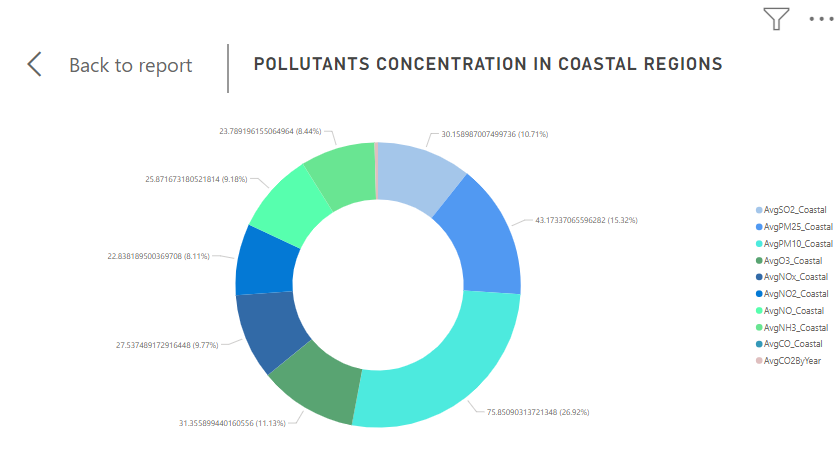 Back to report
POLLUTANTS CONCENTRATION IN COASTAL REGIONS
23.789196155064964 (8.44%)
30.158987007499736 (10.71%)
25.871673180521814 (9.18%)
43.17337065596282 (15.32%)
22.838189500369708 (8.11%)
27.537489172916448 (9.77%)
75.85090313721348 (26.92%)
31.355899440160556 (11.13%)
AvgSO2_Coastal
AvgPM25_Coastal
AvgPM10_Coastal
AvgO3_Coastal
AvgNOx_Coastal
AvgNO2_Coastal
AvgNO_Coastal
AvgNH3_Coastal
AvgCO_Coastal
AvgCO2ByYear